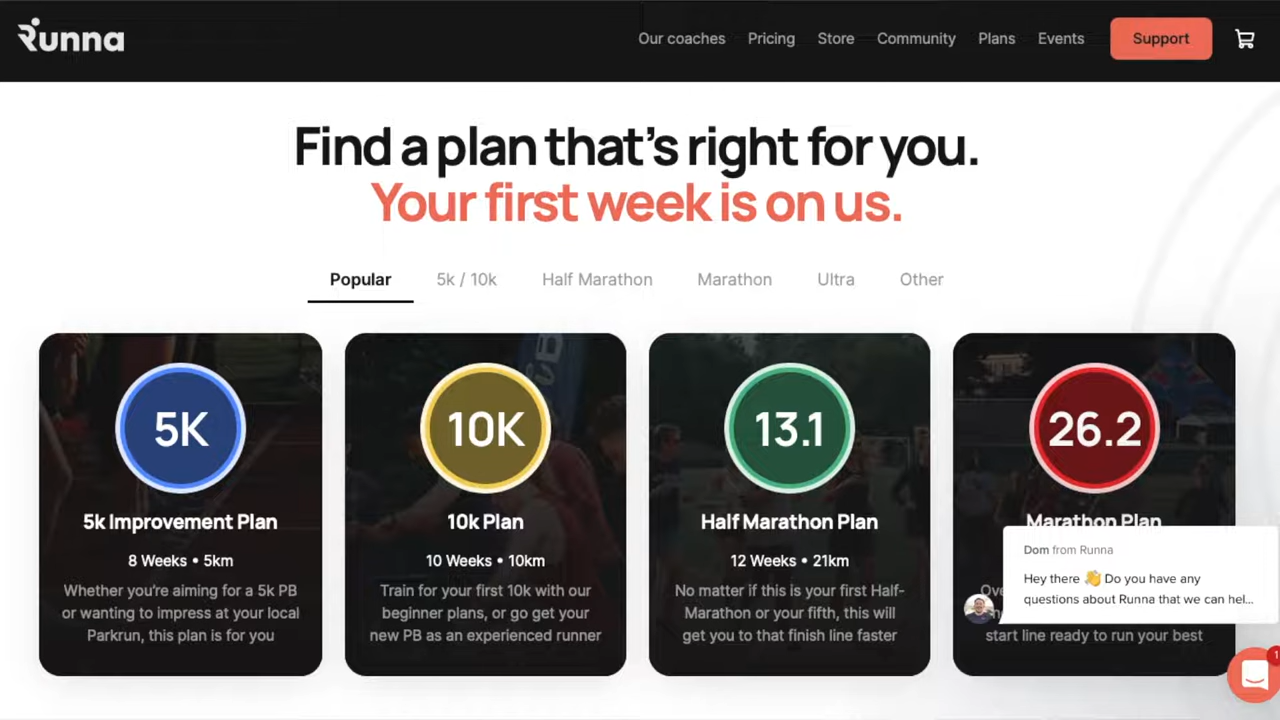 Runna
Our coaches Pricing Store Community Plans Events Support
Find a plan that's right for you.
Your first week is on us.
Popular 5k / 10k Half Marathon Marathon Ultra Other
5K
5k Improvement Plan
8 Weeks • 5km
Whether you're aiming for a 5k PB
or wanting to impress at your local
Parkrun, this plan is for you
10K
10k Plan
10 Weeks • 10km
Train for your first 10k with our
beginner plans, or go get your
new PB as an experienced runner
13.1
Half Marathon Plan
12 Weeks • 21km
No matter if this is your first Half-
Marathon or your fifth, this will
get you to that finish line faster
26.2
Marathon Plan
start line ready to run your best
Dom from Runna
Hey there 👋 Do you have any
questions about Runna that we can hel...
1